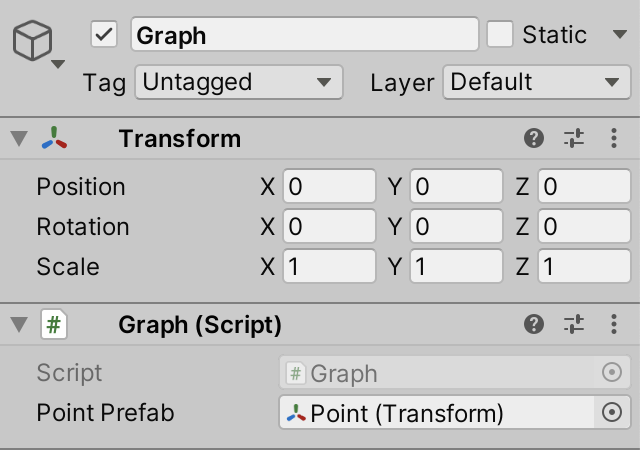 Graph Static
Tag Untagged Layer Default
Transform
Position X 0 Y 0 Z 0
Rotation X 0 Y 0 Z 0
Scale X 1 Y 1 Z 1
# Graph (Script)
Script # Graph
Point Prefab Point (Transform)